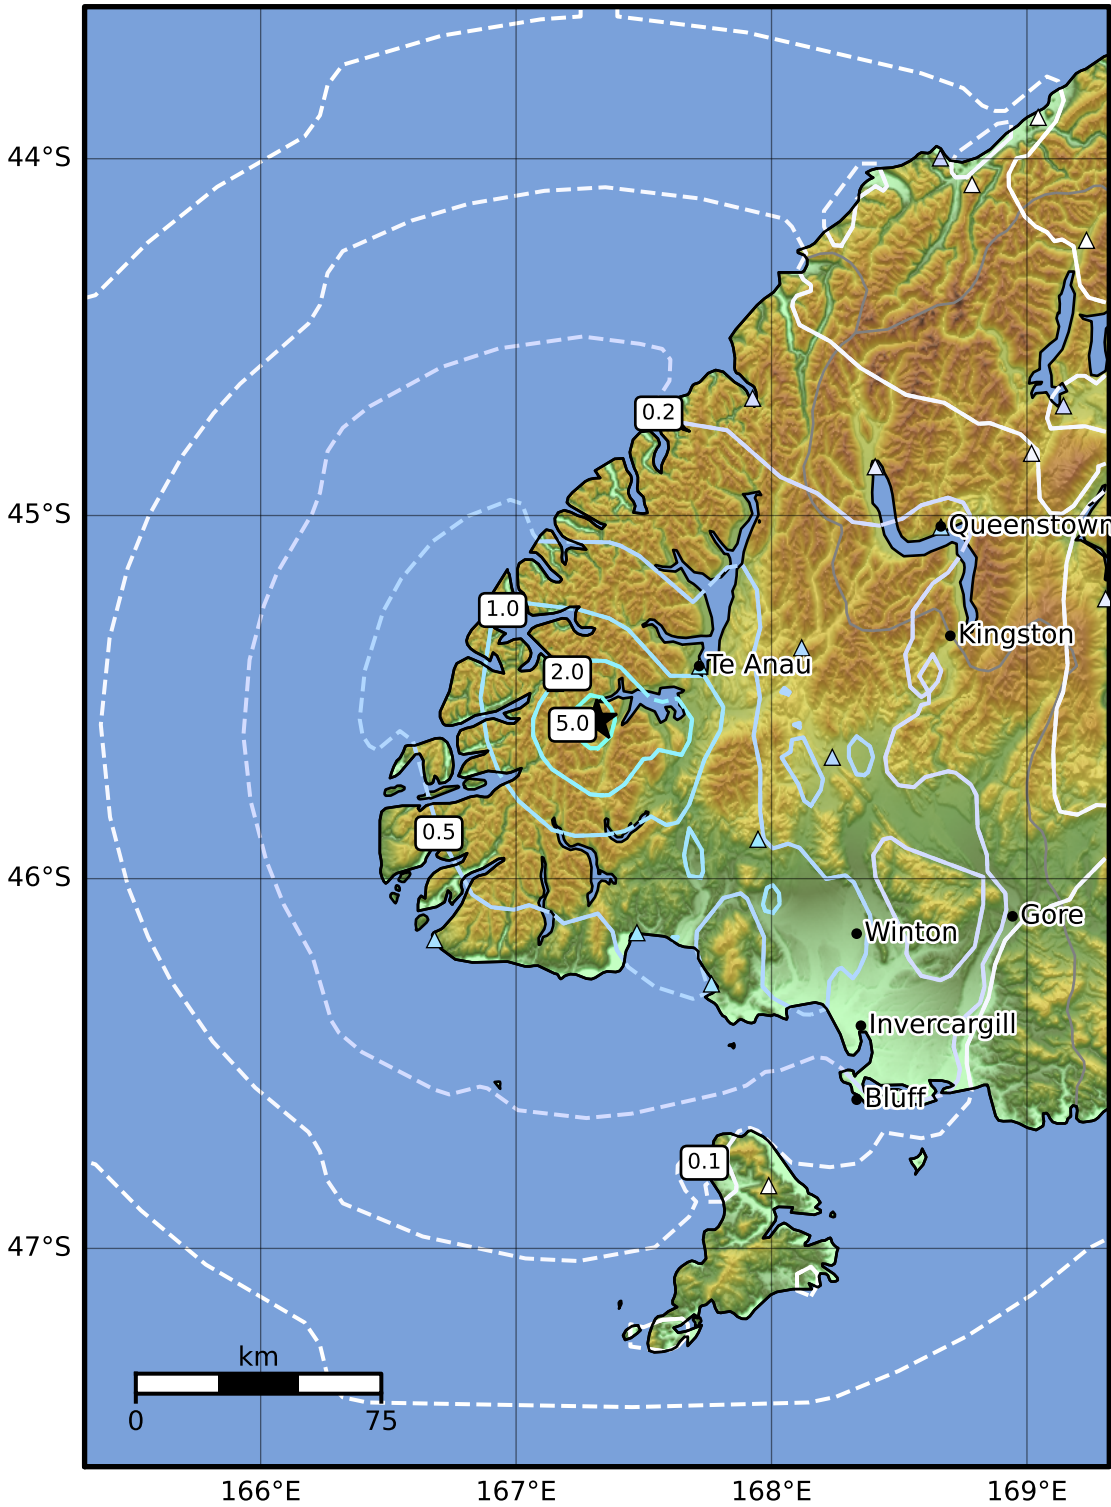 44°S
0.2
45°S
Queenstown
1.0
Kingston
Te Anau
2.0
5.0
0.5
46°S
Gore
Winton
Invercargill
Bluff
0.1
47°S
km
0 75
166°E 167°E 168°E 169°E